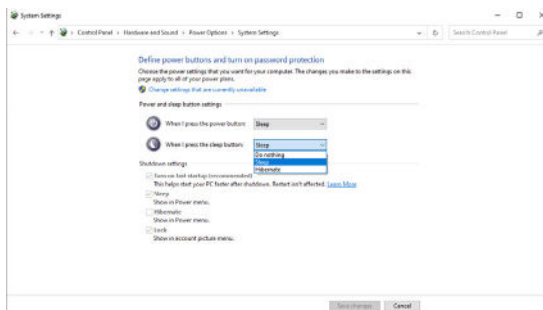 System Settings
Control Panel > Hardware and Sound > Power Options > System Settings
Search Control Panel
Define power buttons and turn on password protection
Choose the power settings that you want for your computer. The changes you make to the settings on this
page apply to all of your power plans.
Change settings that are currently unavailable
Power and sleep button settings
When I press the power button: Sleep
When I press the sleep button: Sleep
Do nothing
Sleep
Hibernate
Shutdown settings
Turn on fast startup (recommended)
This helps start your PC faster after shutdown. Restart isn't affected. Learn More
Sleep
Show in Power menu.
Hibernate
Show in Power menu.
Lock
Show in account picture menu.
Save changes Cancel